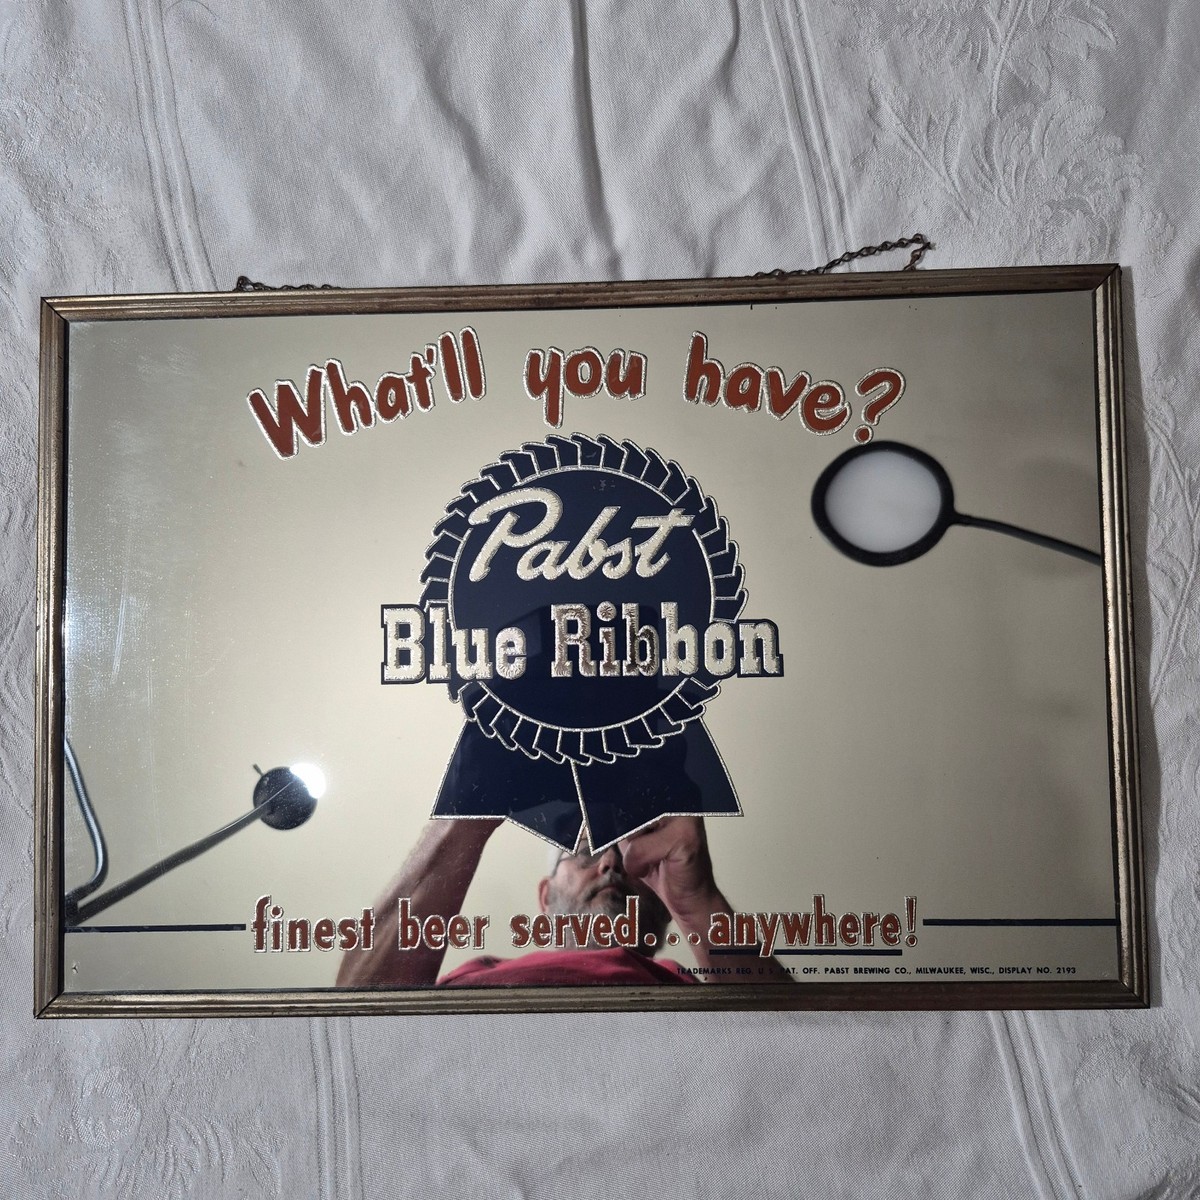 What'll you have?
Pabst
Blue Ribbon
finest beer served...anywhere!
TRADEMARKS REG. U. S. PAT. OFF. PABST BREWING CO., MILWAUKEE, WISC., DISPLAY NO. 2193